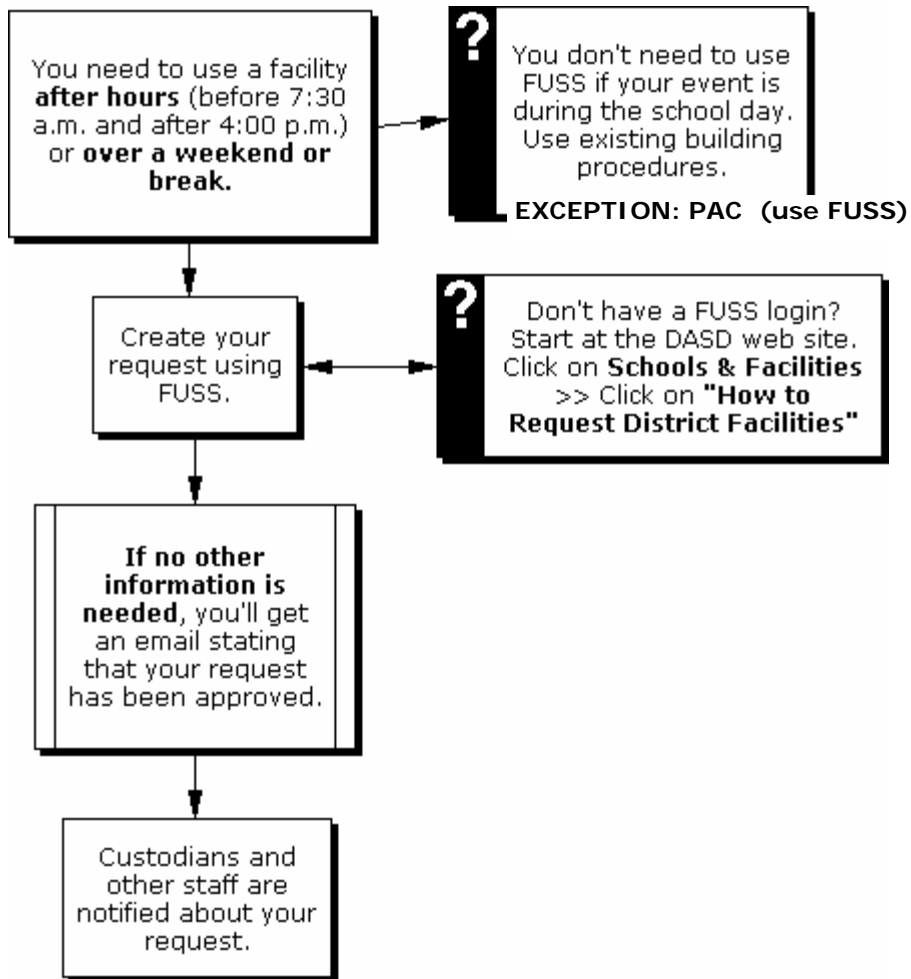 You need to use a facility
after hours (before 7:30
a.m. and after 4:00 p.m.)
or over a weekend or
break.
?
You don't need to use
FUSS if your event is
during the school day.
Use existing building
procedures.
EXCEPTION: PAC (use FUSS)
Create your
request using
FUSS.
?
Don't have a FUSS login?
Start at the DASD web site.
Click on Schools & Facilities
>> Click on "How to
Request District Facilities"
If no other
information is
needed, you'll get
an email stating
that your request
has been approved.
Custodians and
other staff are
notified about your
request.